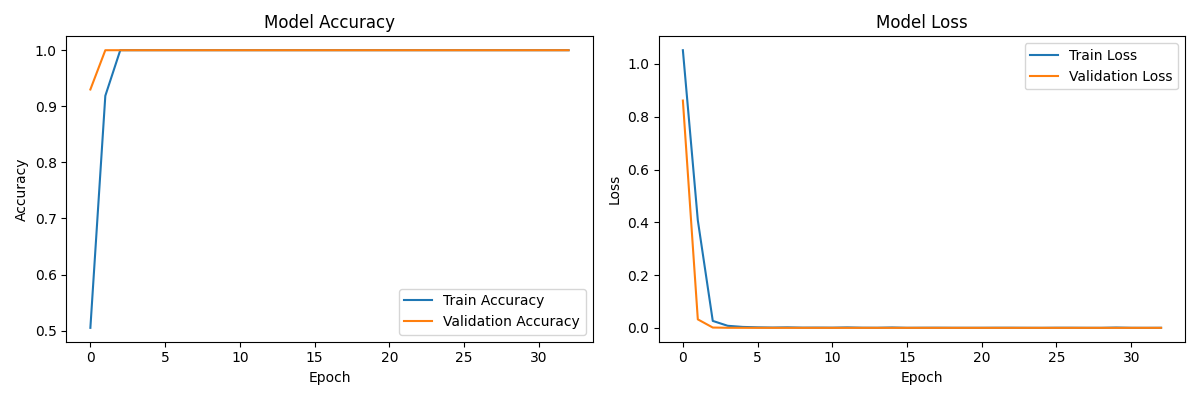 Model Accuracy
Accuracy
1.0
0.9
0.8
0.7
0.6
0.5
Train Accuracy
Validation Accuracy
0 5 10 15 20 25 30
Epoch
Model Loss
Loss
1.0
0.8
0.6
0.4
0.2
0.0
Train Loss
Validation Loss
0 5 10 15 20 25 30
Epoch